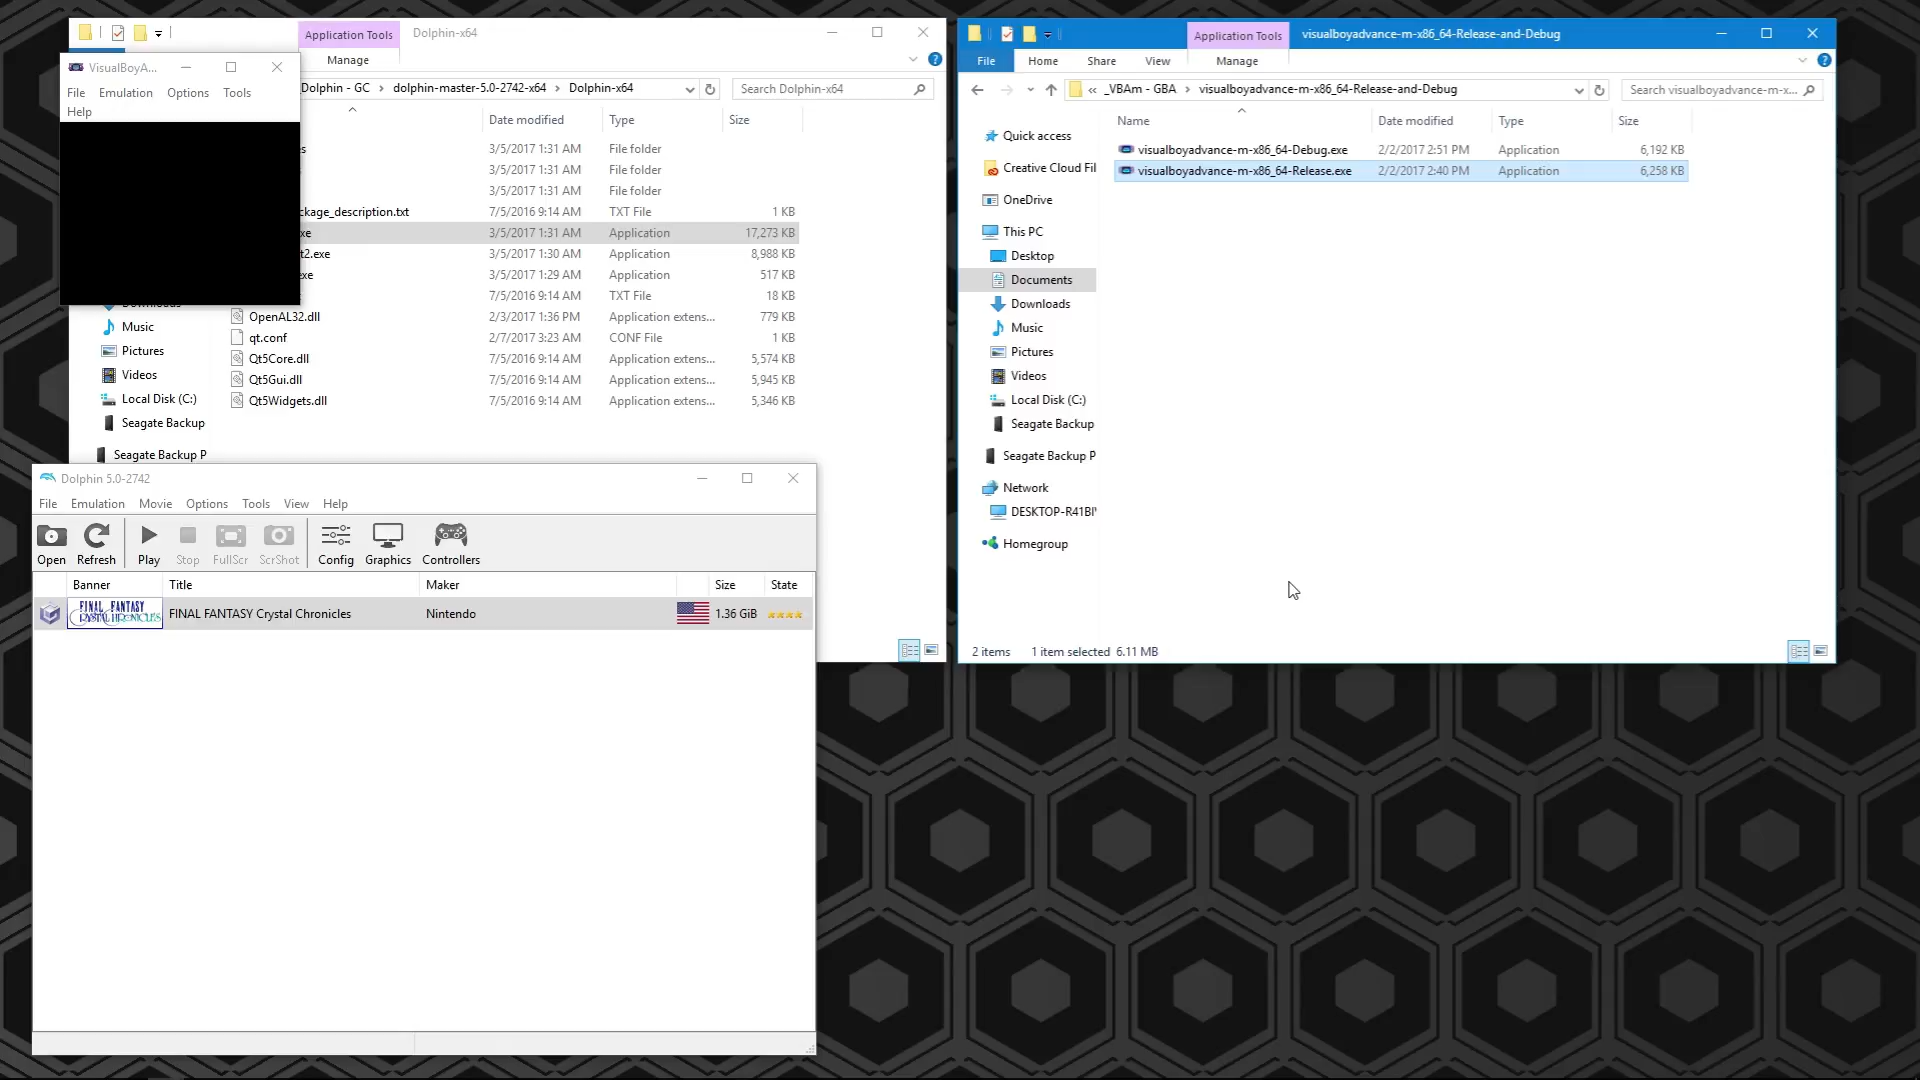 Application Tools
Dolphin-x64
Manage
Dolphin - GC
dolphin-master-5.0-2742-x64
Dolphin-x64
Search Dolphin-x64
Date modified
Type
Size
3/5/2017 1:31 AM
File folder
3/5/2017 1:31 AM
File folder
3/5/2017 1:31 AM
File folder
ckage_description.txt
7/5/2016 9:14 AM
TXT File
1 KB
xe
3/5/2017 1:31 AM
Application
17,273 KB
t2.exe
3/5/2017 1:30 AM
Application
8,988 KB
exe
3/5/2017 1:29 AM
Application
517 KB
7/5/2016 9:14 AM
TXT File
18 KB
OpenAL32.dll
2/3/2017 1:36 PM
Application extens...
779 KB
qt.conf
2/7/2017 3:23 AM
CONF File
1 KB
Qt5Core.dll
7/5/2016 9:14 AM
Application extens...
5,574 KB
Qt5Gui.dll
7/5/2016 9:14 AM
Application extens...
5,945 KB
Qt5Widgets.dll
7/5/2016 9:14 AM
Application extens...
5,346 KB
Music
Pictures
Videos
Local Disk (C:)
Seagate Backup
Seagate Backup P
VisualBoyA...
File Emulation Options Tools
Help
Dolphin 5.0-2742
File Emulation Movie Options Tools View Help
Open Refresh Play Stop FullScr ScrShot Config Graphics Controllers
Banner Title Maker Size State
FINAL FANTASY
CRYSTAL CHRONICLES
FINAL FANTASY Crystal Chronicles
Nintendo
1.36 GiB
Application Tools
visualboyadvance-m-x86_64-Release-and-Debug
File Home Share View Manage
« _VBAm - GBA
visualboyadvance-m-x86_64-Release-and-Debug
Search visualboyadvance-m-x...
Name Date modified Type Size
visualboyadvance-m-x86_64-Debug.exe
2/2/2017 2:51 PM
Application
6,192 KB
visualboyadvance-m-x86_64-Release.exe
2/2/2017 2:40 PM
Application
6,258 KB
Quick access
Creative Cloud Fil
OneDrive
This PC
Desktop
Documents
Downloads
Music
Pictures
Videos
Local Disk (C:)
Seagate Backup
Seagate Backup P
Network
Homegroup
2 items 1 item selected 6.11 MB